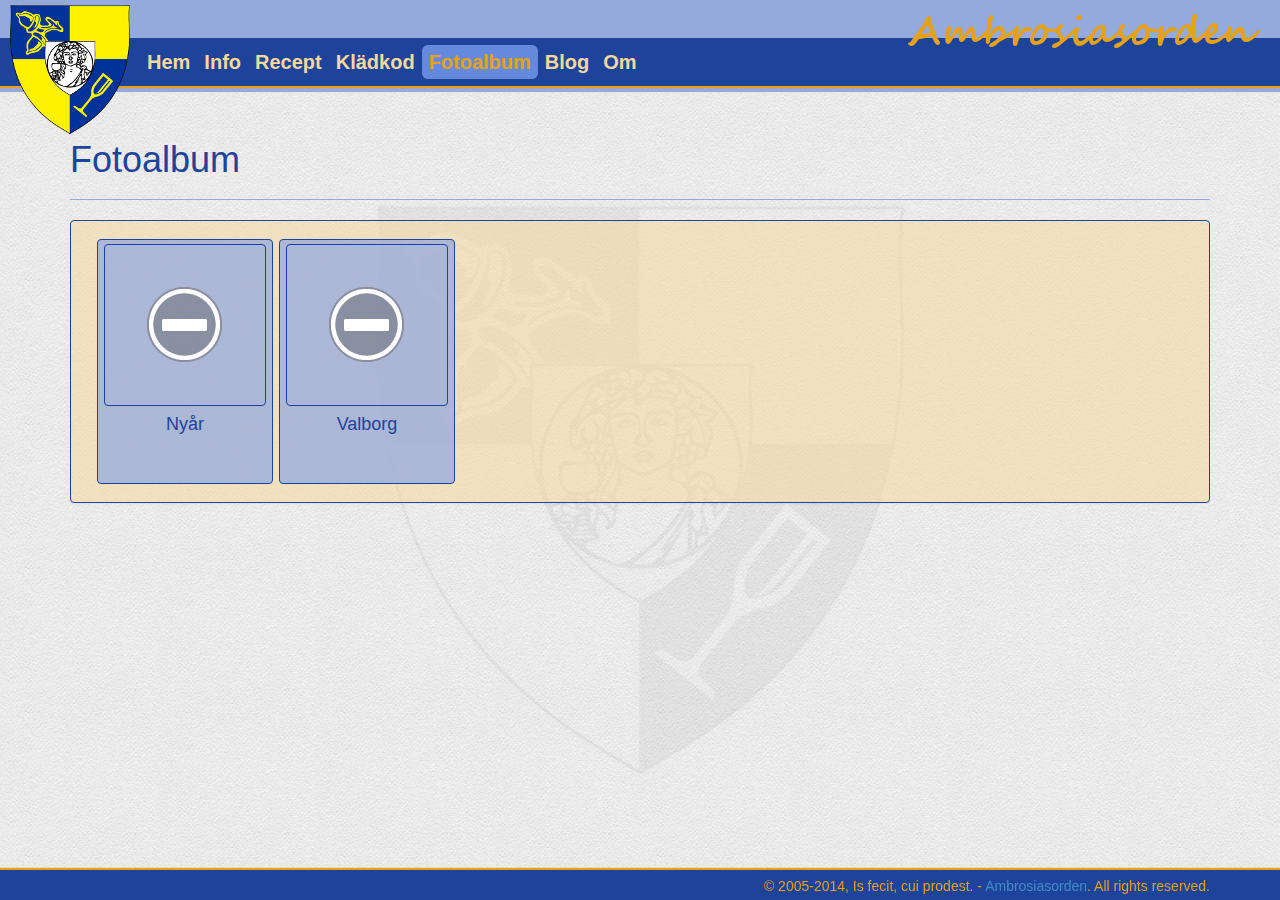 Ambrosiasorden
Hem Info Recept Klädkod Fotoalbum Blog Om
Fotoalbum
Nyår Valborg
© 2005-2014, Is fecit, cui prodest. - Ambrosiasorden. All rights reserved.